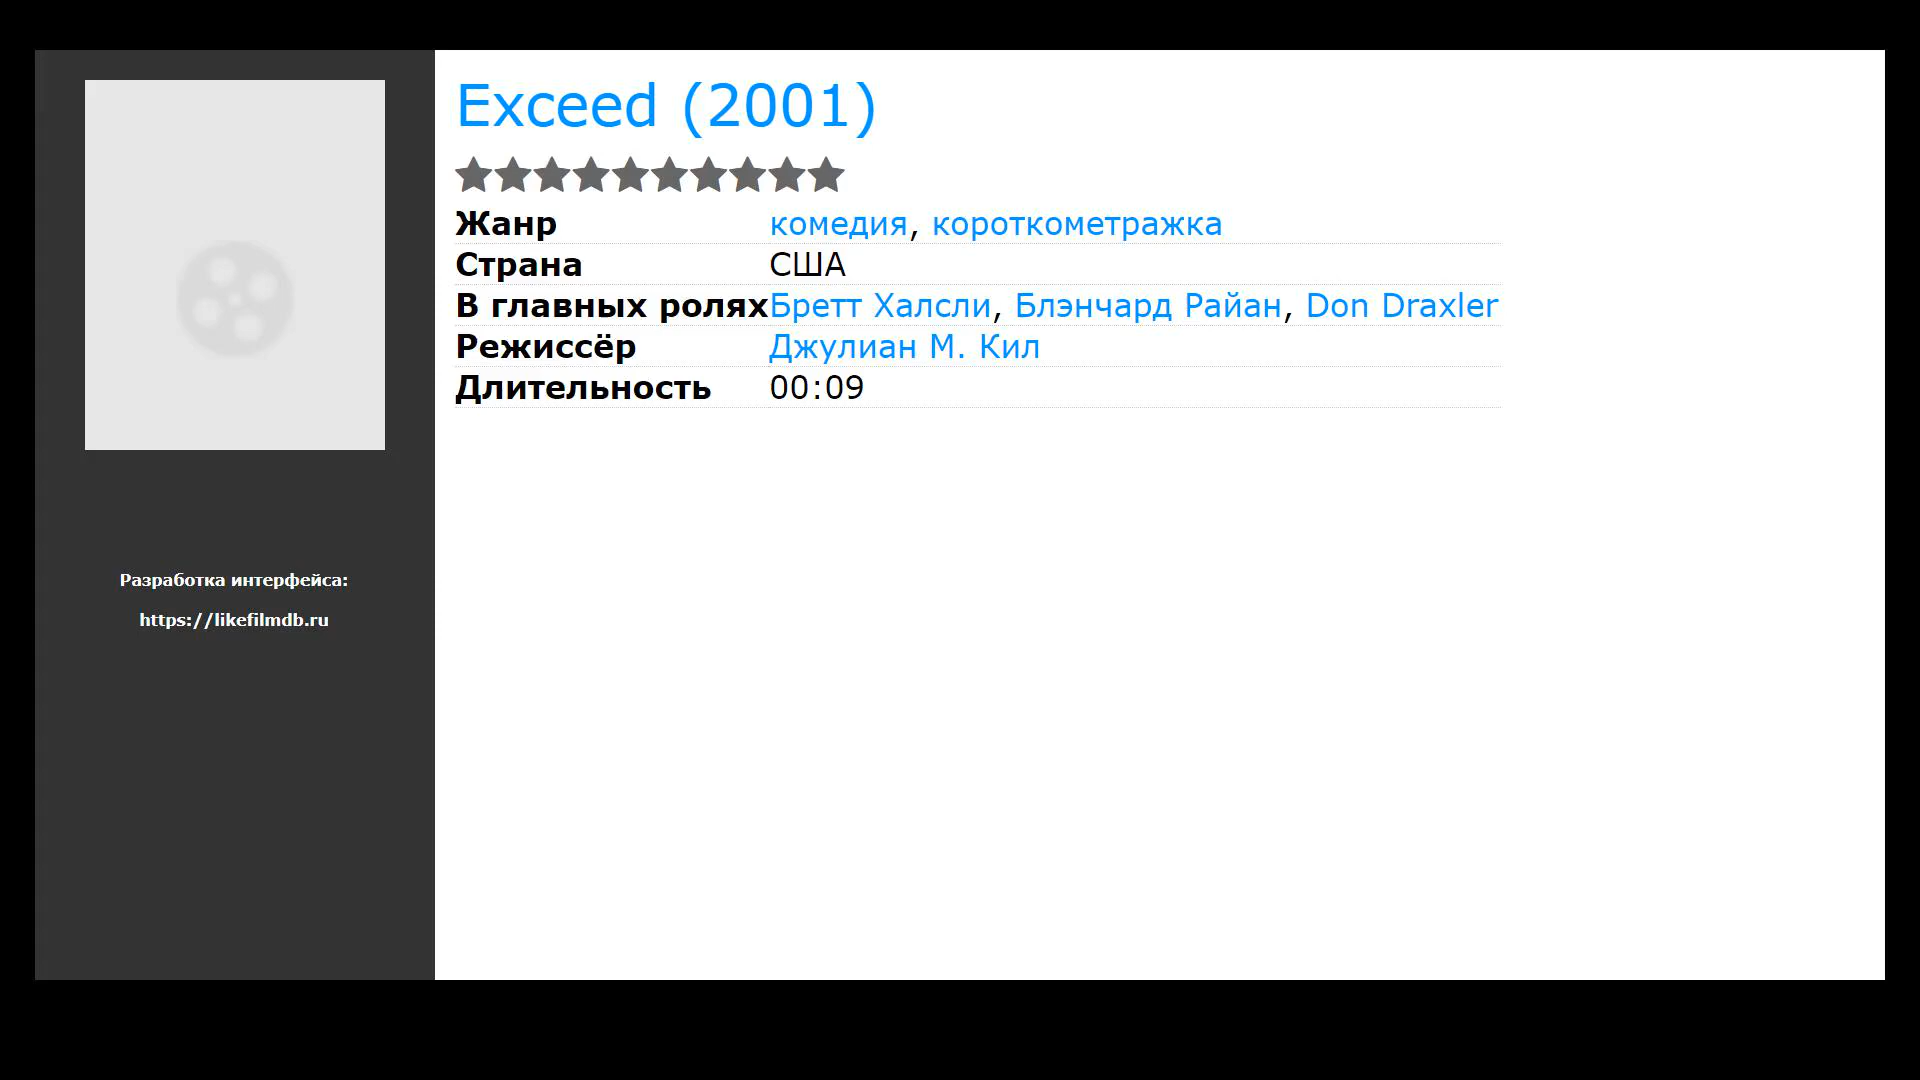 Exceed (2001)
Жанр комедия, короткометражка
Страна США
В главных ролях Бретт Халсли, Блэнчард Райан, Don Draxler
Режиссёр Джулиан М. Кил
Длительность 00:09
Разработка интерфейса:
https://likefilmdb.ru